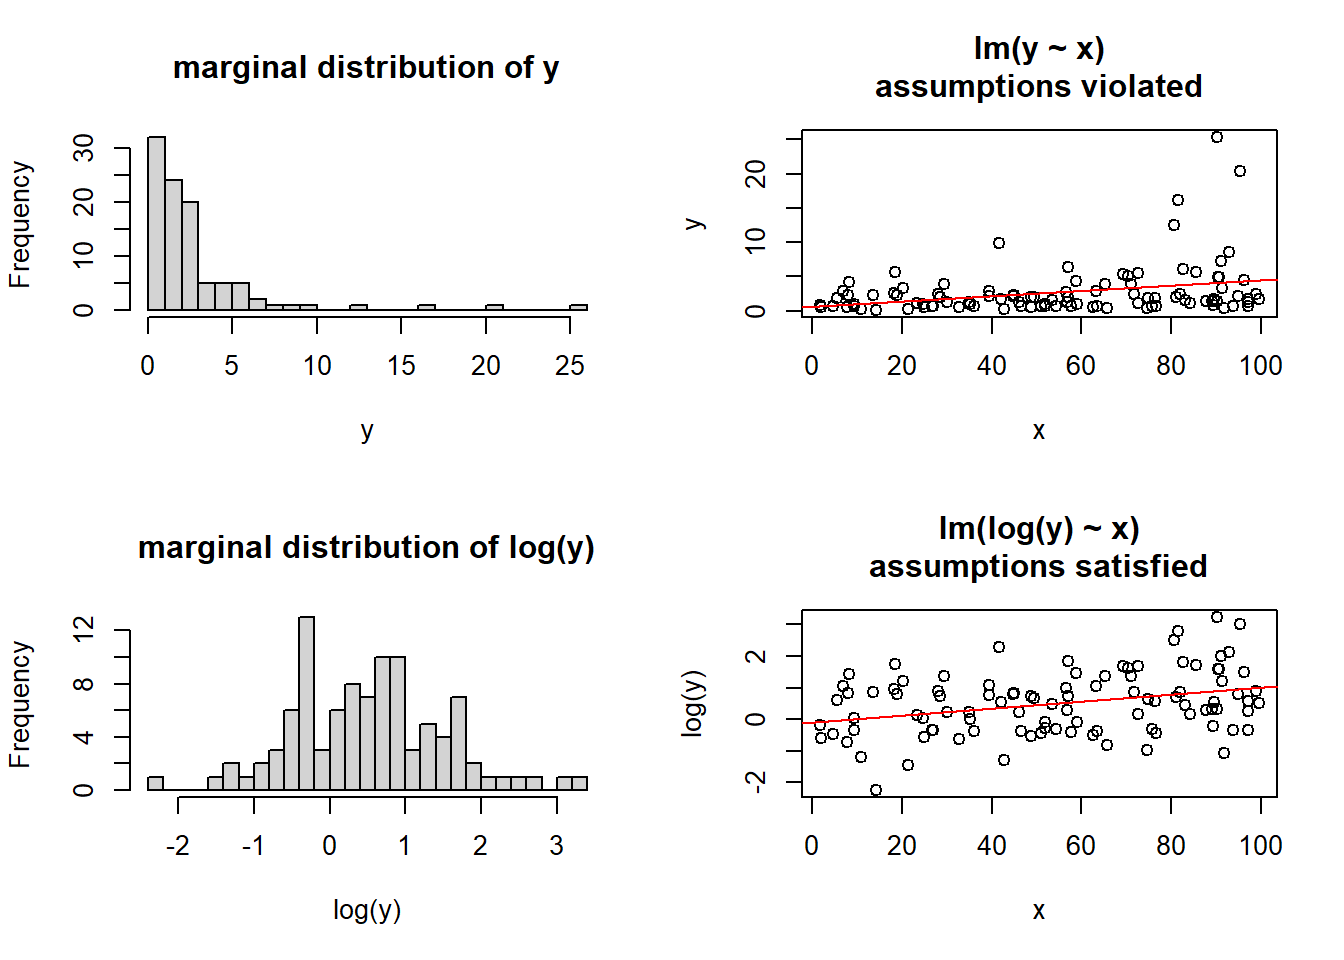 marginal distribution of y
Frequency
0 10 20 30
0 5 10 15 20 25
y
lm(y ~ x)
assumptions violated
y
0 10 20
0 20 40 60 80 100
x
marginal distribution of log(y)
Frequency
0 4 8 12
-2 -1 0 1 2 3
log(y)
lm(log(y) ~ x)
assumptions satisfied
log(y)
-2 0 2
0 20 40 60 80 100
x